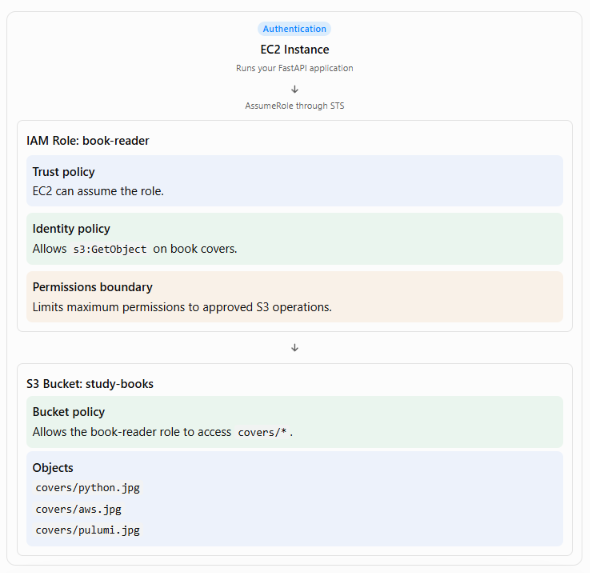 Authentication
EC2 Instance
Runs your FastAPI application
↓
AssumeRole through STS
IAM Role: book-reader
Trust policy
EC2 can assume the role.
Identity policy
Allows s3:GetObject on book covers.
Permissions boundary
Limits maximum permissions to approved S3 operations.
↓
S3 Bucket: study-books
Bucket policy
Allows the book-reader role to access covers/* .
Objects
covers/python.jpg
covers/aws.jpg
covers/pulumi.jpg